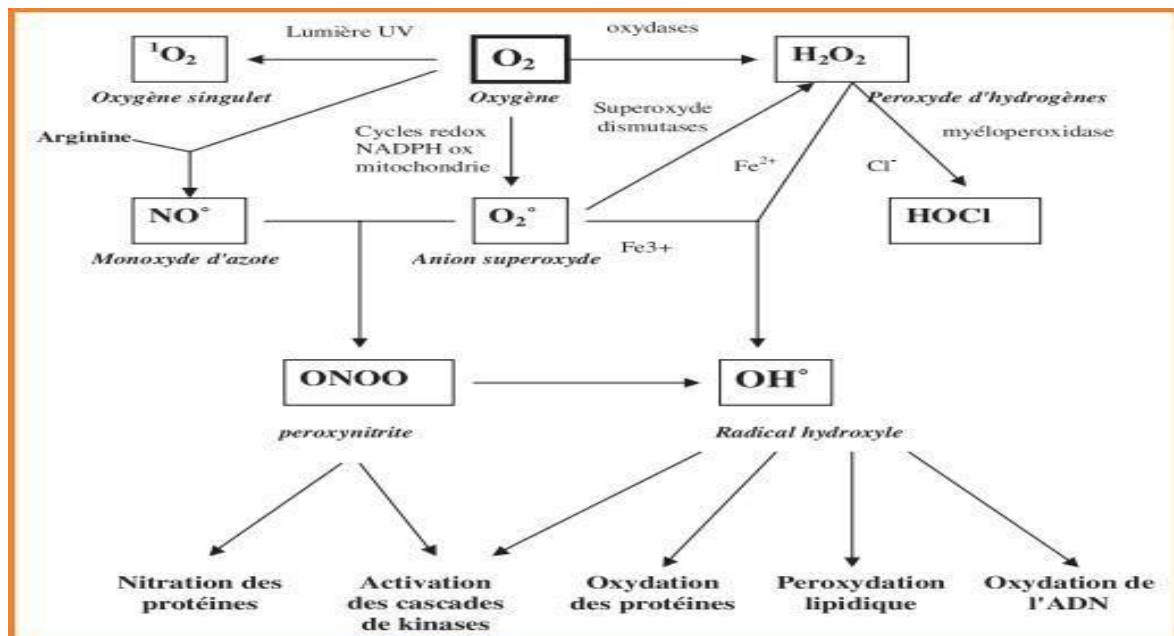 Lumière UV
oxydases
¹O₂
O₂
H₂O₂
Oxygène singulet
Oxygène
Peroxyde d'hydrogènes
Superoxyde
dismutases
Arginine
Cycles redox
NADPH ox
mitochondrie
myéloperoxidase
Fe²⁺
Cl⁻
NO°
O₂°
HOCl
Monoxyde d'azote
Anion superoxyde
Fe3+
ONOO
OH°
peroxynitrite
Radical hydroxyle
Nitration des
protéines
Activation
des cascades
de kinases
Oxydation
des protéines
Peroxydation
lipidique
Oxydation de
l'ADN